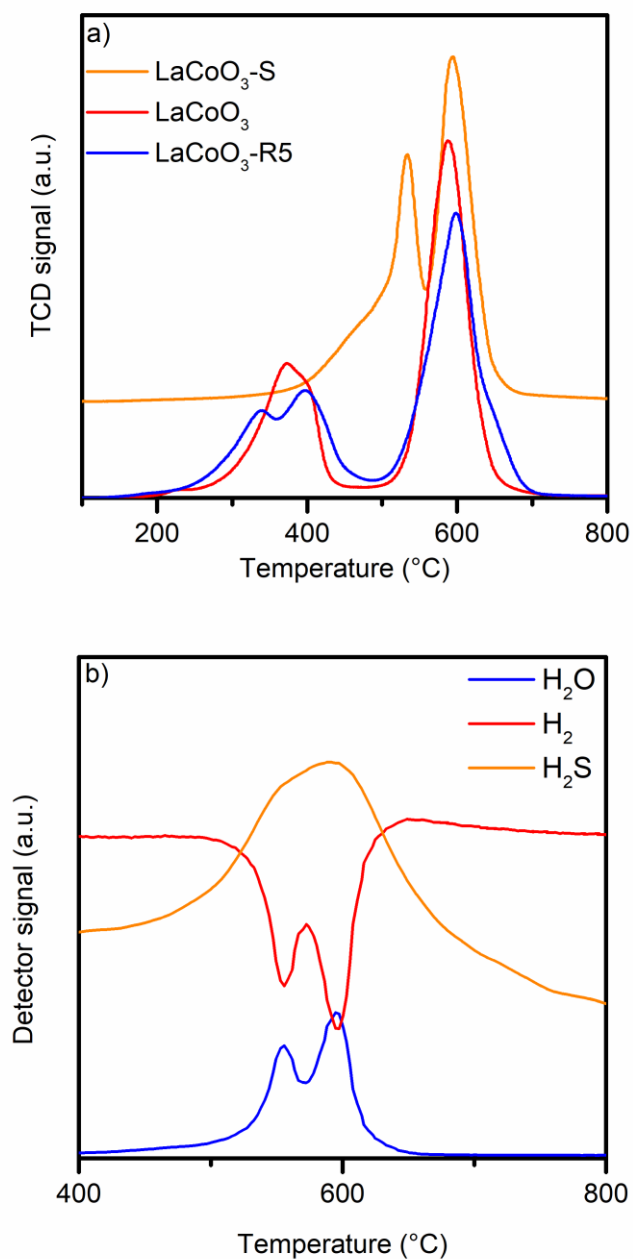 a)
LaCoO₃-S
LaCoO₃
LaCoO₃-R5
TCD signal (a.u.)
200
400
600
800
Temperature (°C)
b)
H₂O
H₂
H₂S
Detector signal (a.u.)
400
600
800
Temperature (°C)